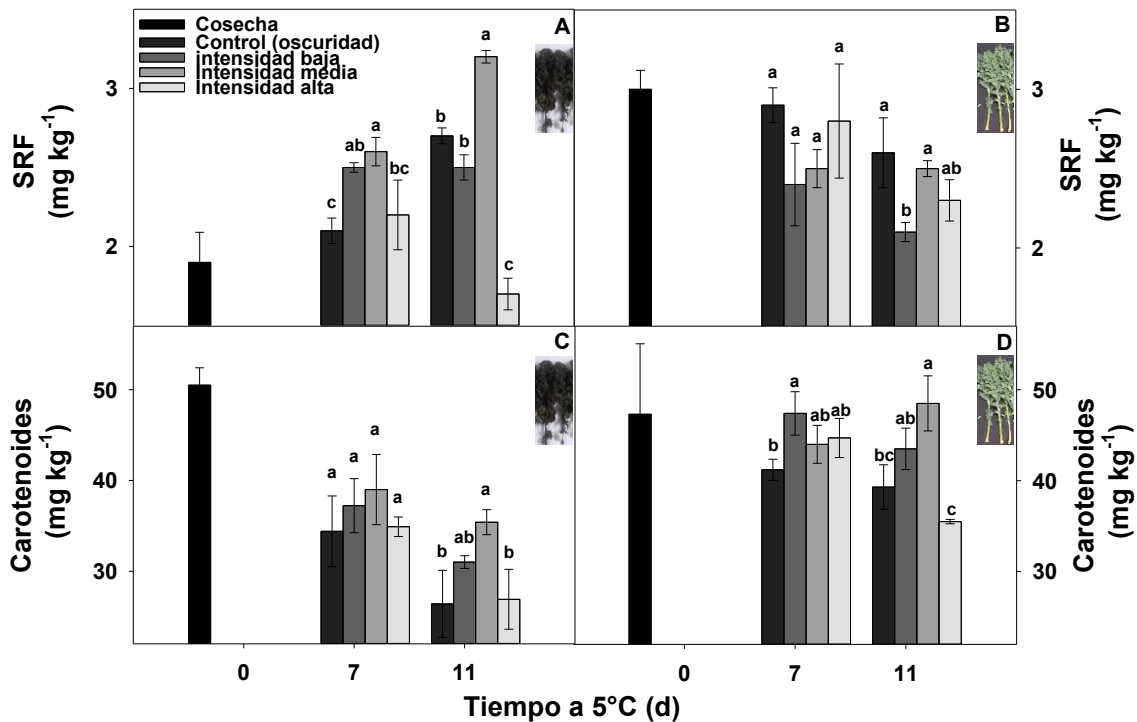 Cosecha
Control (oscuridad)
Intensidad baja
Intensidad media
Intensidad alta
A
B
SRF
(mg kg-1)
3
2
c
ab
a
bc
b
b
a
c
a
a
a
a
a
b
a
ab
3
2
SRF
(mg kg-1)
C
D
Carotenoides
(mg kg-1)
50
40
30
a
a
a
a
b
ab
a
b
b
a
ab
ab
bc
ab
a
c
50
40
30
Carotenoides
(mg kg-1)
0
7
11
0
7
11
Tiempo a 5°C (d)